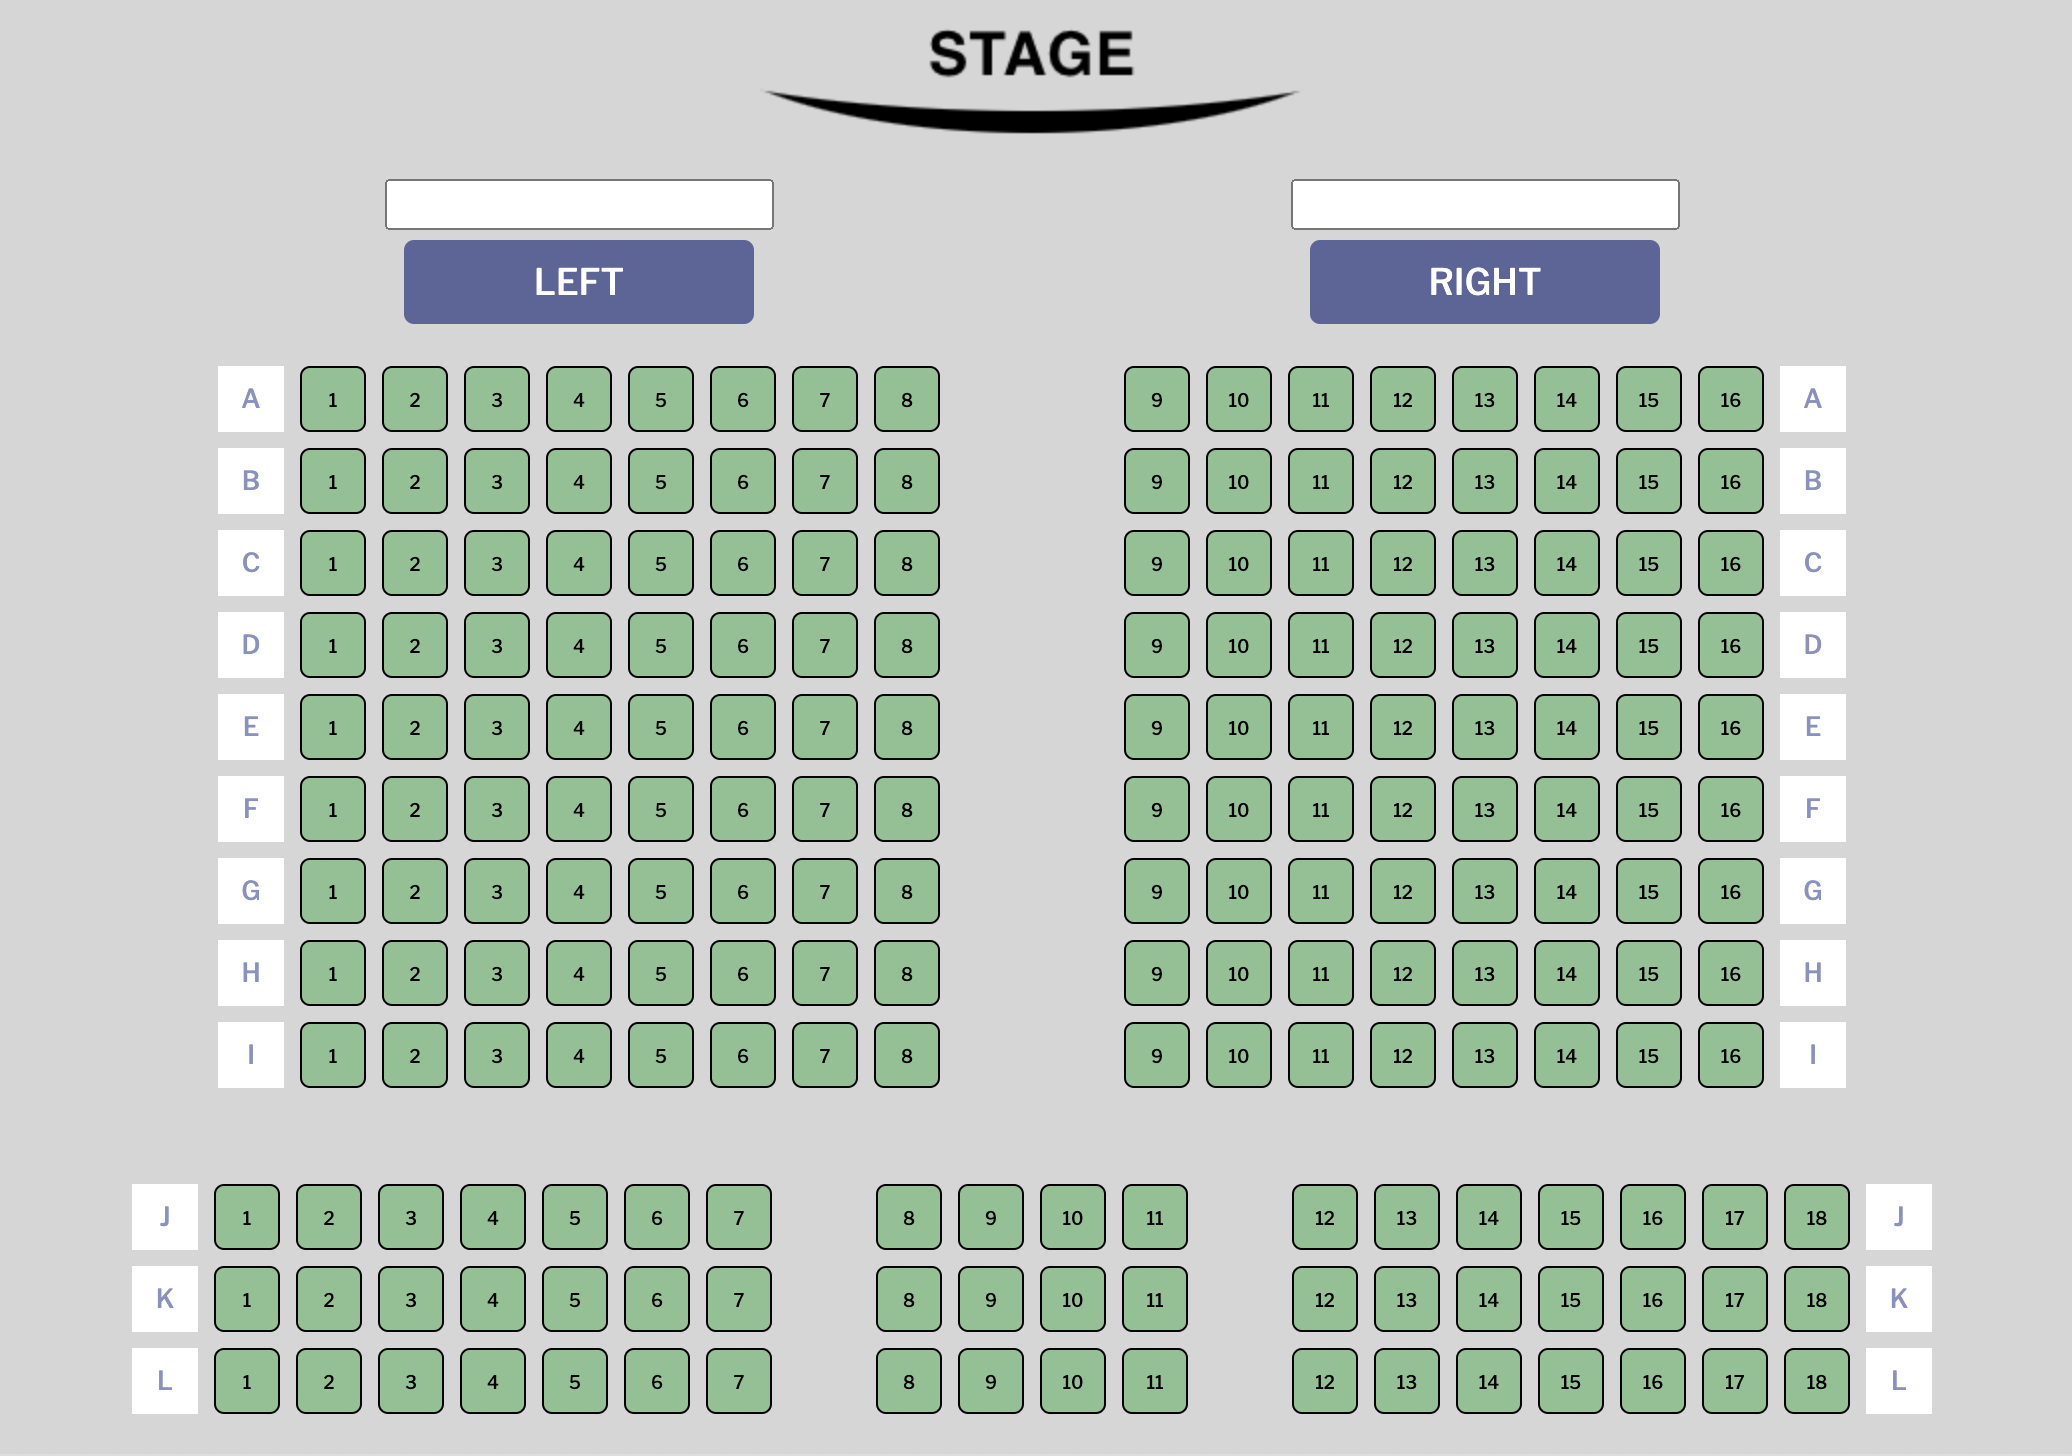 STAGE
LEFT RIGHT
A 1 2 3 4 5 6 7 8 9 10 11 12 13 14 15 16 A
B 1 2 3 4 5 6 7 8 9 10 11 12 13 14 15 16 B
C 1 2 3 4 5 6 7 8 9 10 11 12 13 14 15 16 C
D 1 2 3 4 5 6 7 8 9 10 11 12 13 14 15 16 D
E 1 2 3 4 5 6 7 8 9 10 11 12 13 14 15 16 E
F 1 2 3 4 5 6 7 8 9 10 11 12 13 14 15 16 F
G 1 2 3 4 5 6 7 8 9 10 11 12 13 14 15 16 G
H 1 2 3 4 5 6 7 8 9 10 11 12 13 14 15 16 H
I 1 2 3 4 5 6 7 8 9 10 11 12 13 14 15 16 I
J 1 2 3 4 5 6 7 8 9 10 11 12 13 14 15 16 17 18 J
K 1 2 3 4 5 6 7 8 9 10 11 12 13 14 15 16 17 18 K
L 1 2 3 4 5 6 7 8 9 10 11 12 13 14 15 16 17 18 L